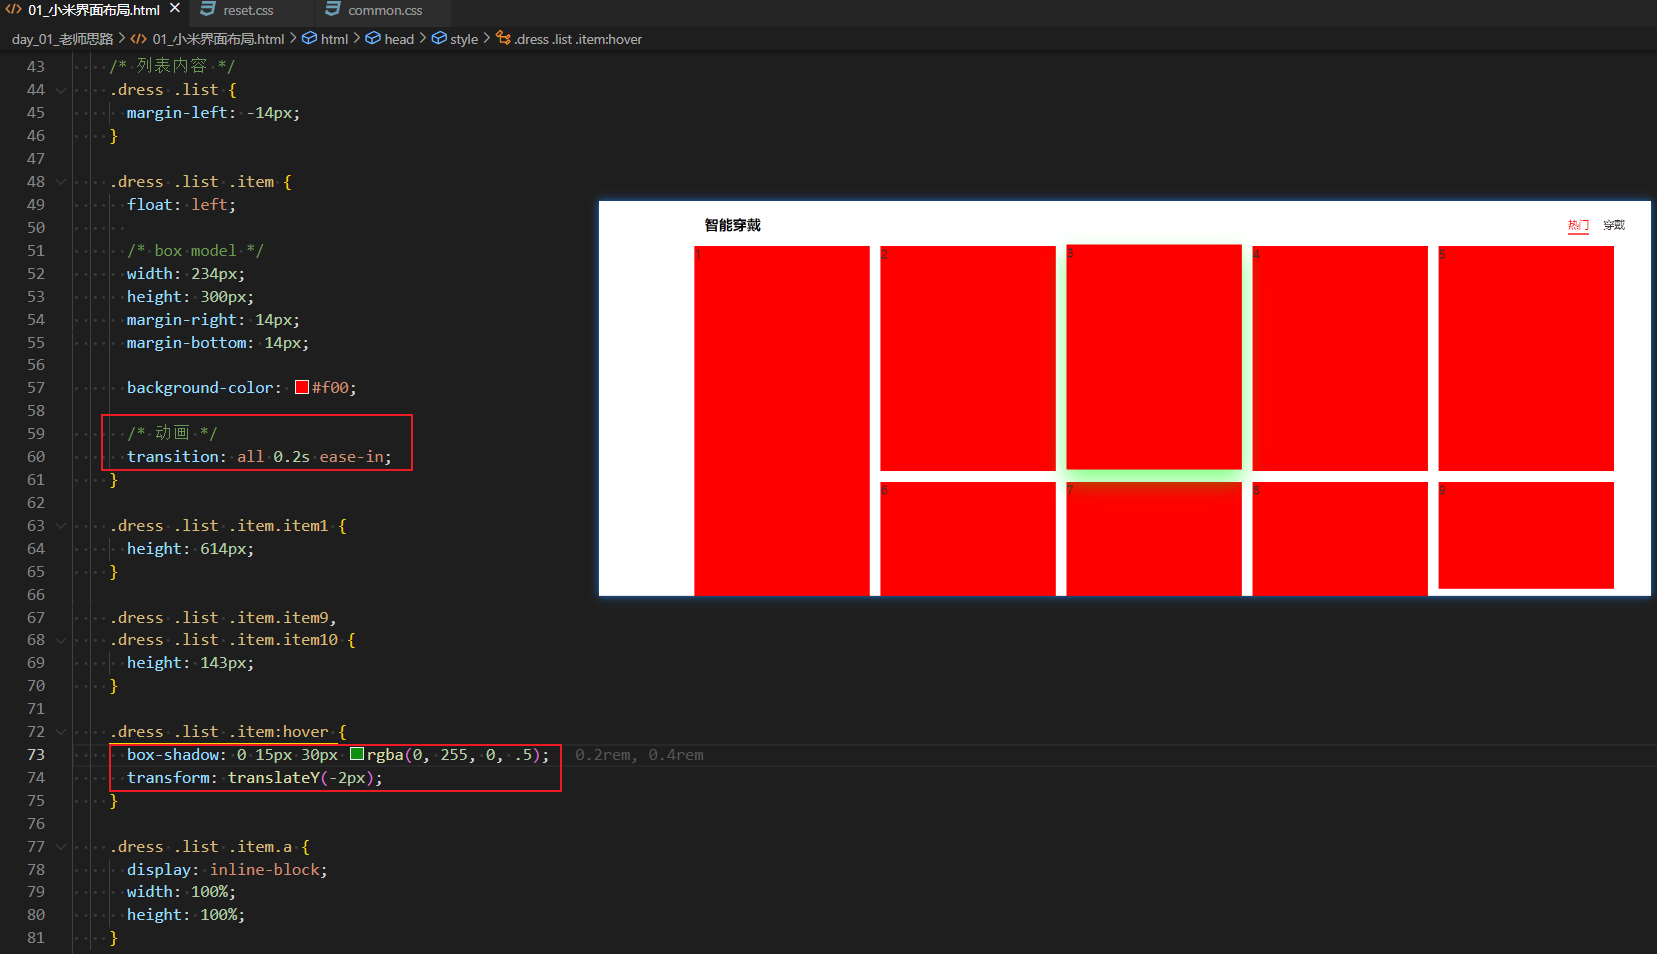 01_小米界面布局.html × reset.css common.css
day_01_老师思路 > 01_小米界面布局.html > html > head > style > .dress .list .item:hover
43 /* 列表内容 */
44 .dress .list {
45 margin-left: -14px;
46 }
47
48 .dress .list .item {
49 float: left;
50
51 /* box model */
52 width: 234px;
53 height: 300px;
54 margin-right: 14px;
55 margin-bottom: 14px;
56
57 background-color: #f00;
58
59 /* 动画 */
60 transition: all 0.2s ease-in;
61 }
62
63 .dress .list .item.item1 {
64 height: 614px;
65 }
66
67 .dress .list .item.item9,
68 .dress .list .item.item10 {
69 height: 143px;
70 }
71
72 .dress .list .item:hover {
73 box-shadow: 0 15px 30px rgba(0, 255, 0, .5); 0.2rem, 0.4rem
74 transform: translateY(-2px);
75 }
76
77 .dress .list .item.a {
78 display: inline-block;
79 width: 100%;
80 height: 100%;
81 }
智能穿戴 热门 穿戴
1 2 3 4 5
6 7 8 9